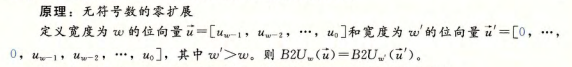 原理：无符号数的零扩展
定义宽度为 w 的位向量 u⃗=[u_{w-1}, u_{w-2}, …, u_0]和宽度为 w′的位向量 u⃗′=[0, …,
0, u_{w-1}, u_{w-2}, …, u_0]，其中 w′>w。则 B2U_w(u⃗)=B2U_{w′}(u⃗′)。